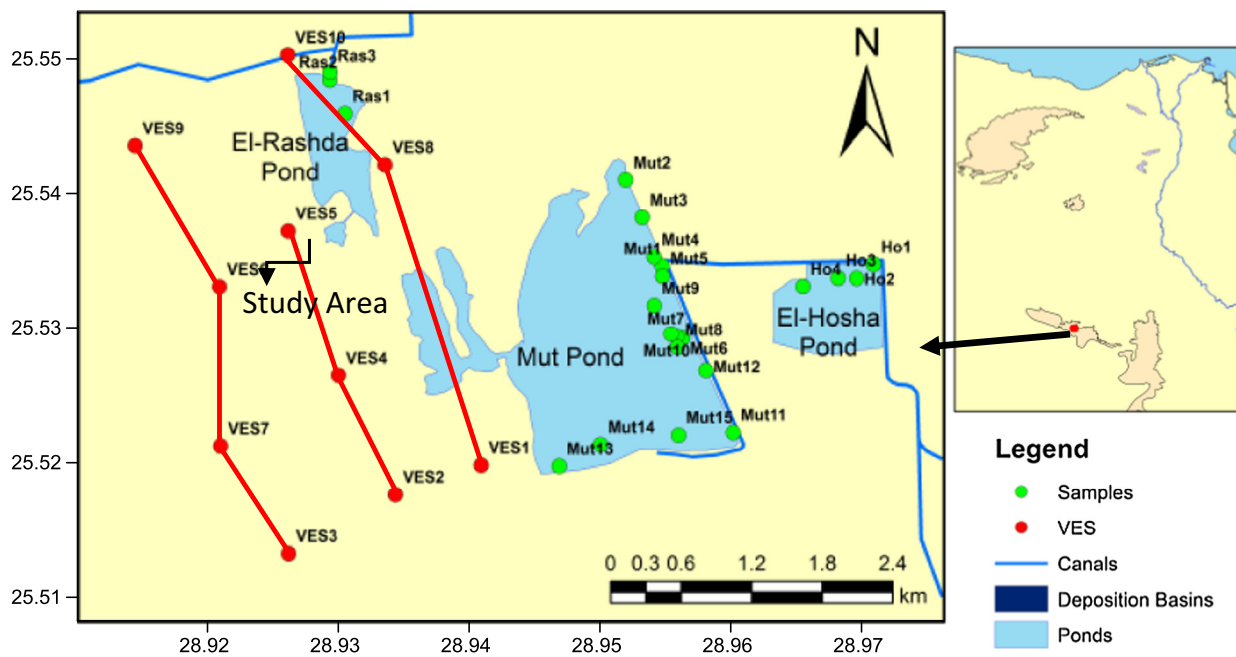 25.55
25.54
25.53
25.52
25.51
28.92
28.93
28.94
28.95
28.96
28.97
VES10
Ras3
Ras2
Ras1
VES9
El-Rashda
Pond
VES8
VES5
Study Area
VES4
VES7
VES2
VES1
VES3
Mut2
Mut3
Mut4
Mut1
Mut5
Mut9
Mut7
Mut8
Mut10
Mut6
Mut12
Mut Pond
Mut15
Mut11
Mut14
Mut13
Ho1
Ho3
Ho4
Ho2
El-Hosha
Pond
N
0 0.3 0.6 1.2 1.8 2.4
km
Legend
Samples
VES
Canals
Deposition Basins
Ponds